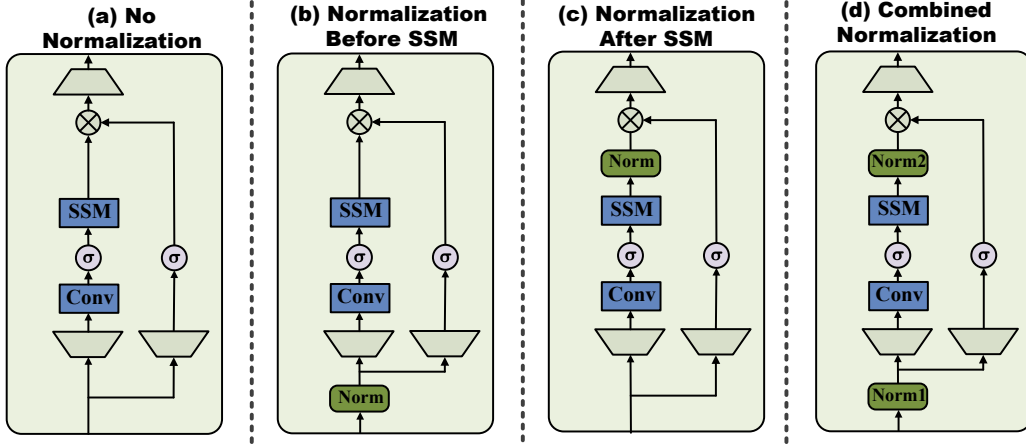 (a) No
Normalization
(b) Normalization
Before SSM
(c) Normalization
After SSM
(d) Combined
Normalization
SSM
σ
σ
Conv
SSM
σ
σ
Conv
Norm
Norm
SSM
σ
σ
Conv
Norm2
SSM
σ
σ
Conv
Norm1